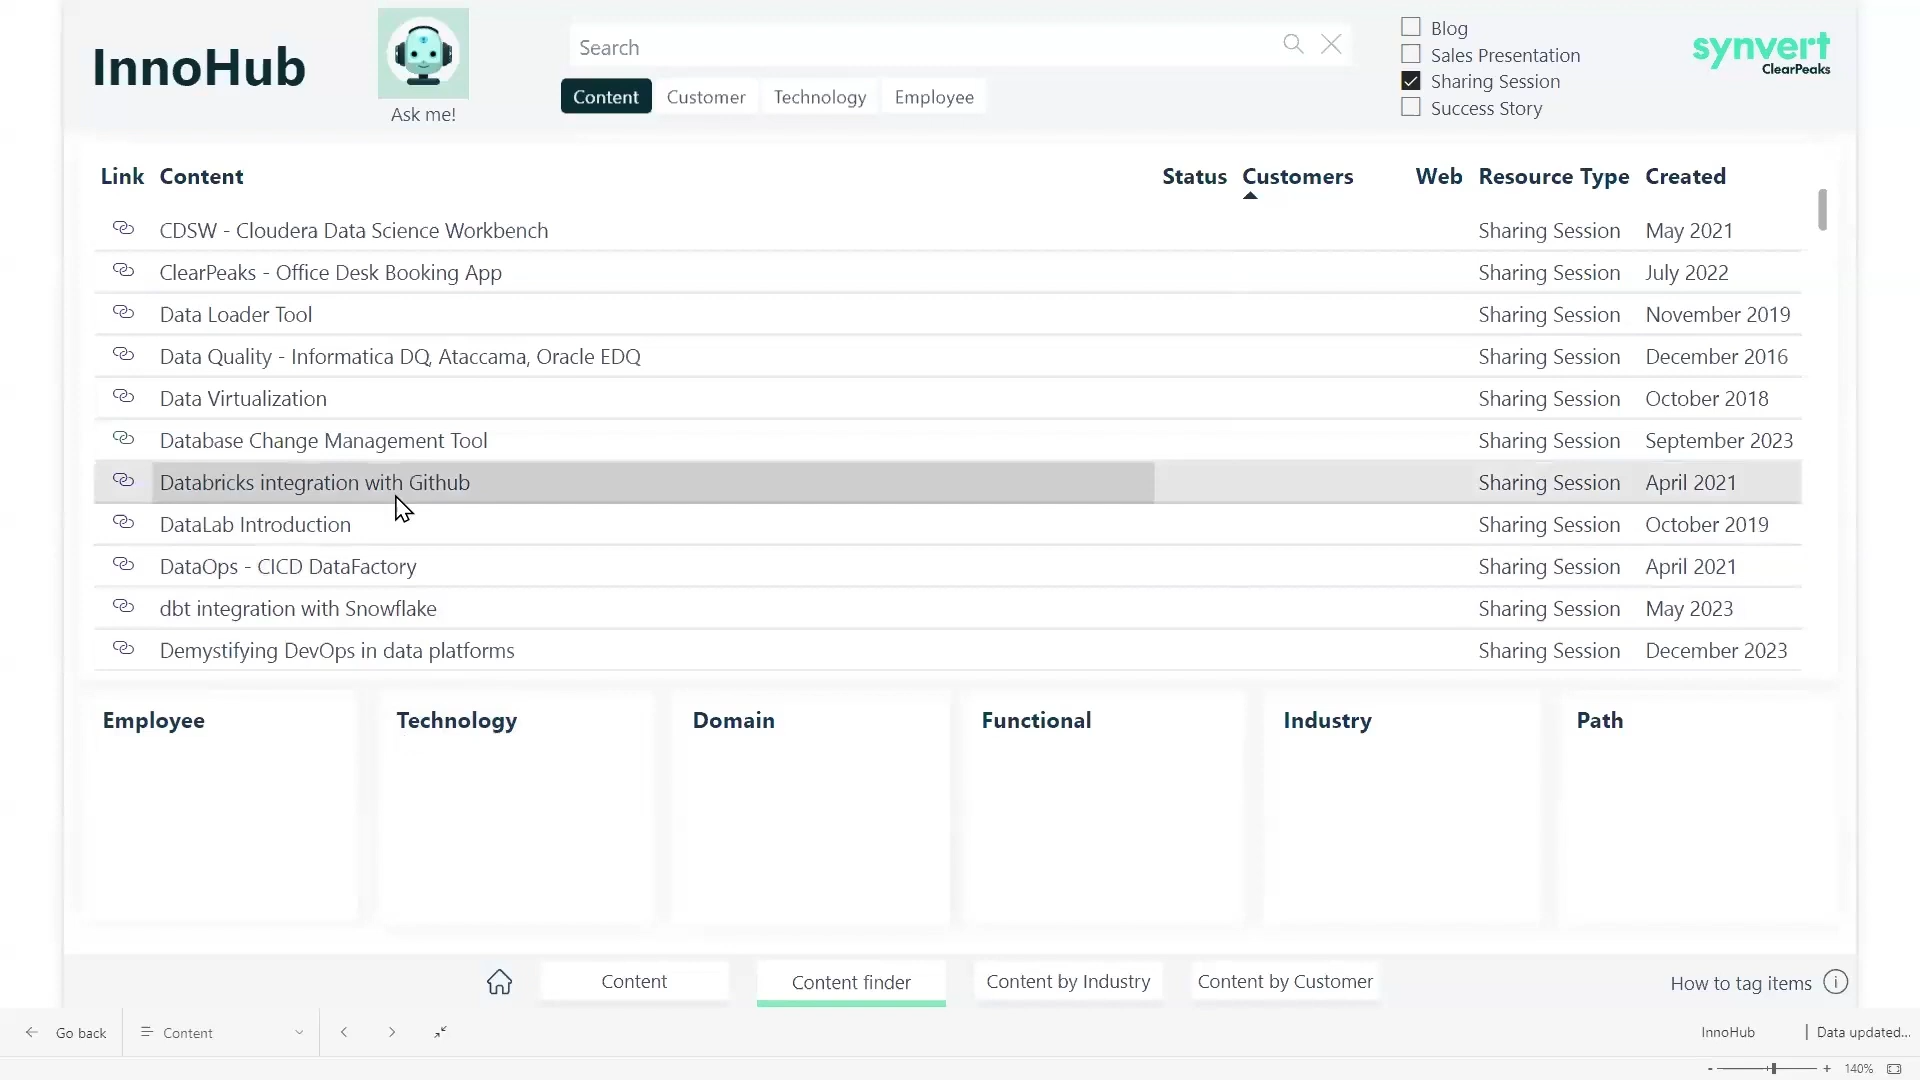 InnoHub
Ask me!
Search
Content Customer Technology Employee
Blog
Sales Presentation
Sharing Session
Success Story
synvert
ClearPeaks
Link Content Status Customers Web Resource Type Created
CDSW - Cloudera Data Science Workbench Sharing Session May 2021
ClearPeaks - Office Desk Booking App Sharing Session July 2022
Data Loader Tool Sharing Session November 2019
Data Quality - Informatica DQ, Ataccama, Oracle EDQ Sharing Session December 2016
Data Virtualization Sharing Session October 2018
Database Change Management Tool Sharing Session September 2023
Databricks integration with Github Sharing Session April 2021
DataLab Introduction Sharing Session October 2019
DataOps - CICD DataFactory Sharing Session April 2021
dbt integration with Snowflake Sharing Session May 2023
Demystifying DevOps in data platforms Sharing Session December 2023
Employee Technology Domain Functional Industry Path
Content Content finder Content by Industry Content by Customer How to tag items
Go back Content InnoHub | Data updated...
- + 140%